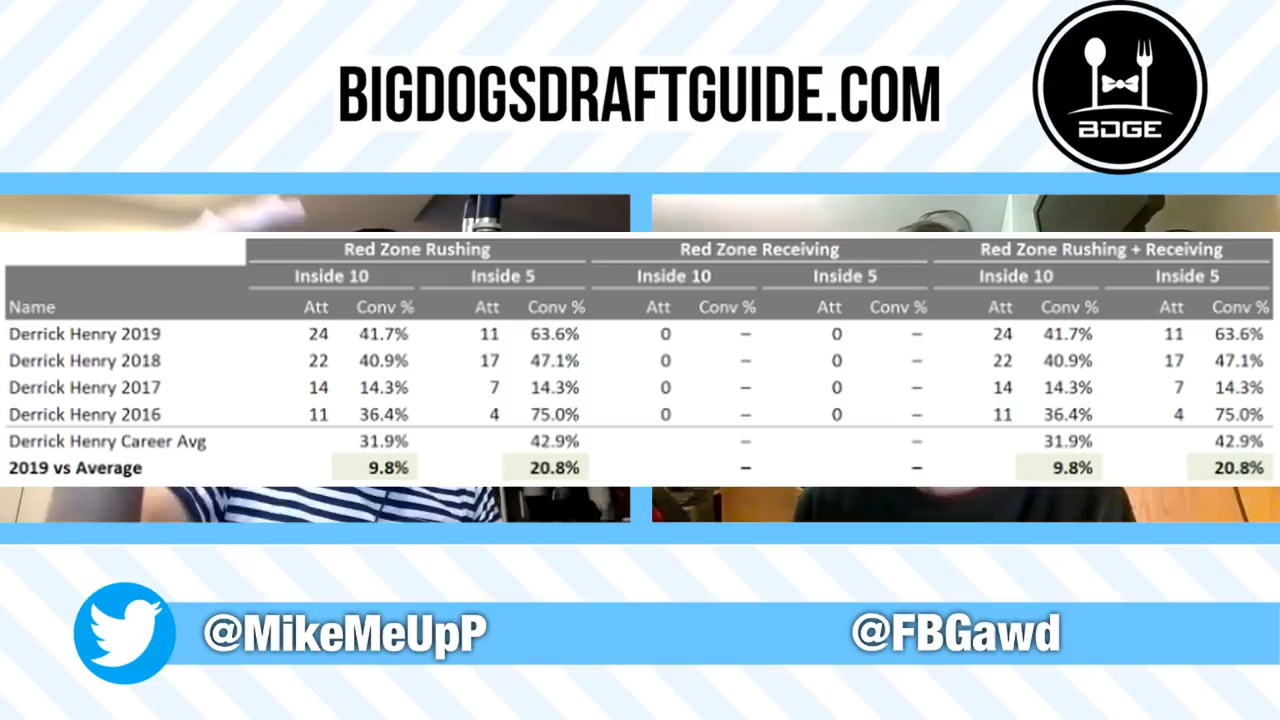 BIGDOGSDRAFTGUIDE.COM
BDGE
Red Zone Rushing Red Zone Receiving Red Zone Rushing + Receiving
Inside 10 Inside 5 Inside 10 Inside 5 Inside 10 Inside 5
Name Att Conv % Att Conv % Att Conv % Att Conv % Att Conv % Att Conv %
Derrick Henry 2019 24 41.7% 11 63.6% 0 – 0 – 24 41.7% 11 63.6%
Derrick Henry 2018 22 40.9% 17 47.1% 0 – 0 – 22 40.9% 17 47.1%
Derrick Henry 2017 14 14.3% 7 14.3% 0 – 0 – 14 14.3% 7 14.3%
Derrick Henry 2016 11 36.4% 4 75.0% 0 – 0 – 11 36.4% 4 75.0%
Derrick Henry Career Avg 31.9% 42.9% – – 31.9% 42.9%
2019 vs Average 9.8% 20.8% – – 9.8% 20.8%
@MikeMeUpP @FBGawd